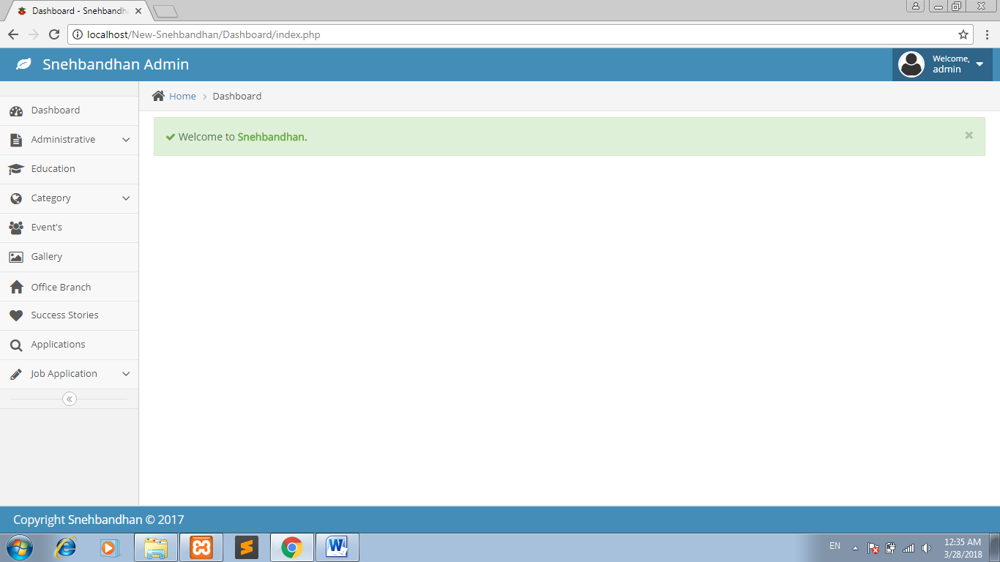 Dashboard - Snehbandh
localhost/New-Snehbandhan/Dashboard/index.php
Snehbandhan Admin
Welcome,
admin
Home
Dashboard
Dashboard
Administrative
Education
Category
Event's
Gallery
Office Branch
Success Stories
Applications
Job Application
Welcome to Snehbandhan.
Copyright Snehbandhan © 2017
EN
12:35 AM
3/28/2018